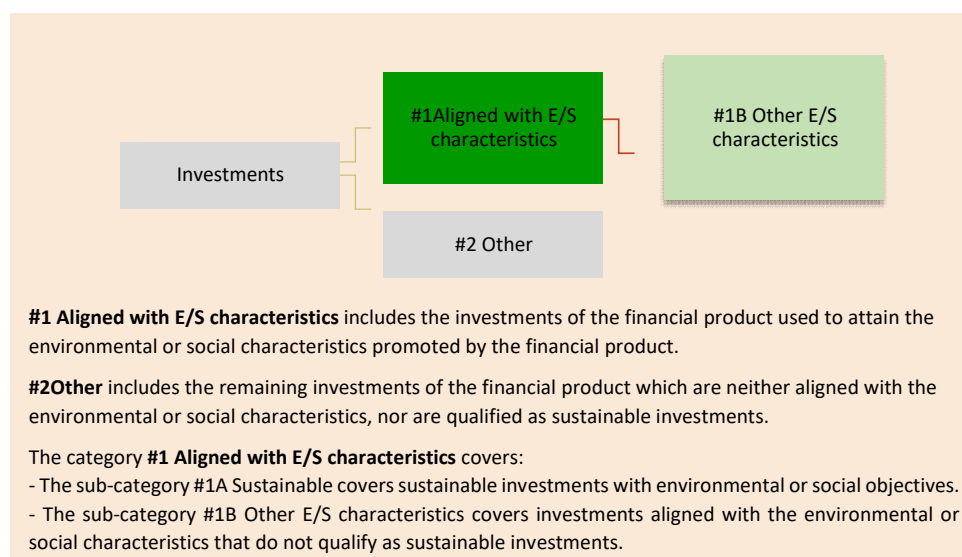 #1Aligned with E/S
characteristics
#1B Other E/S
characteristics
Investments
#2 Other
#1 Aligned with E/S characteristics includes the investments of the financial product used to attain the
environmental or social characteristics promoted by the financial product.
#2Other includes the remaining investments of the financial product which are neither aligned with the
environmental or social characteristics, nor are qualified as sustainable investments.
The category #1 Aligned with E/S characteristics covers:
- The sub-category #1A Sustainable covers sustainable investments with environmental or social objectives.
- The sub-category #1B Other E/S characteristics covers investments aligned with the environmental or
social characteristics that do not qualify as sustainable investments.